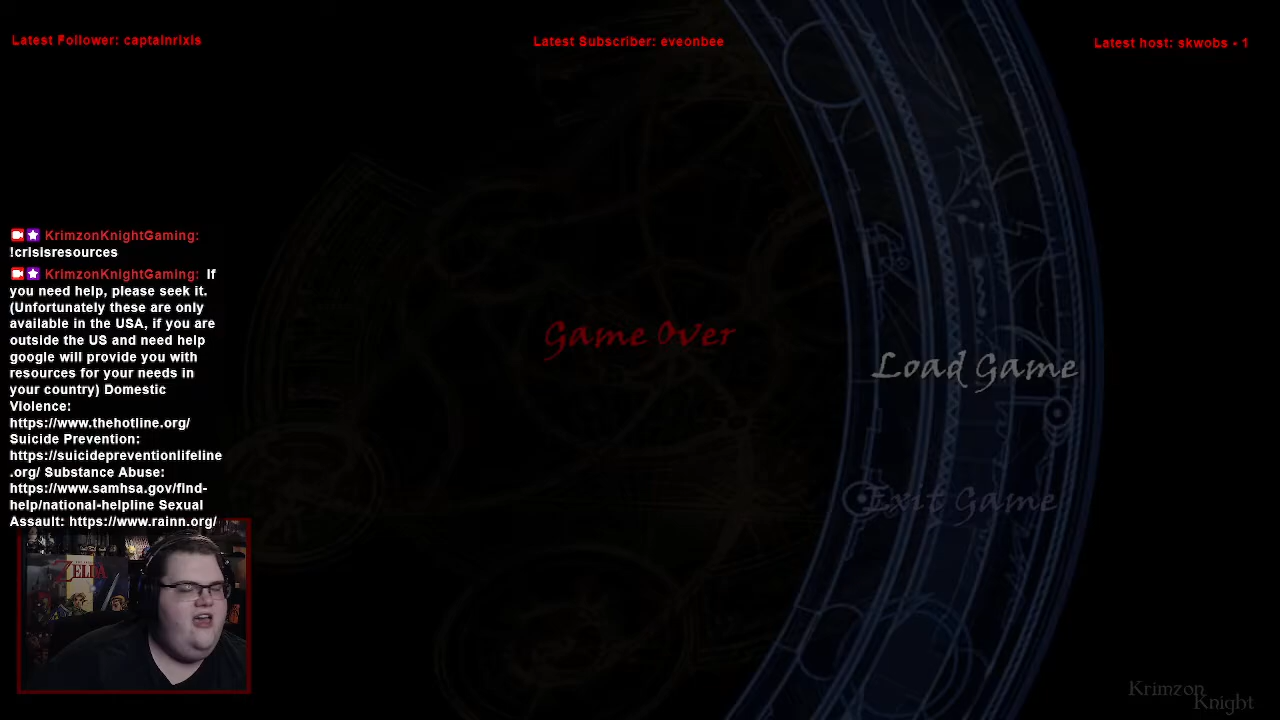 Latest Follower: captainrixis
Latest Subscriber: eveonbee
Latest host: skwobs - 1
KrimzonKnightGaming:
!crisisresources
KrimzonKnightGaming: If
you need help, please seek it.
(Unfortunately these are only
available in the USA, if you are
outside the US and need help
google will provide you with
resources for your needs in
your country) Domestic
Violence:
https://www.thehotline.org/
Suicide Prevention:
https://suicidepreventionlifeline
.org/ Substance Abuse:
https://www.samhsa.gov/find-
help/national-helpline Sexual
Assault: https://www.rainn.org/
Game Over
Load Game
Exit Game
ZELDA
Krimzon
Knight